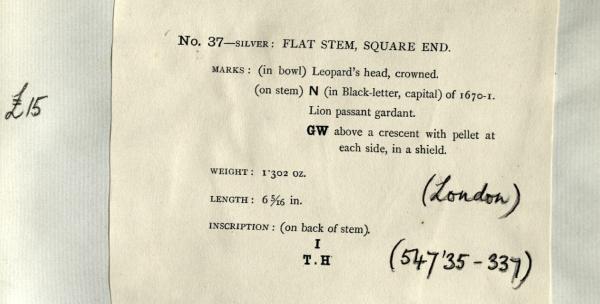 No. 37—SILVER: FLAT STEM, SQUARE END.
MARKS: (in bowl) Leopard's head, crowned.
(on stem) N (in Black-letter, capital) of 1670-1.
Lion passant gardant.
GW above a crescent with pellet at
each side, in a shield.
£15
WEIGHT: 1·302 oz.
(London)
LENGTH: 6 5/16 in.
INSCRIPTION: (on back of stem).
I
T.H
(547'35-337)